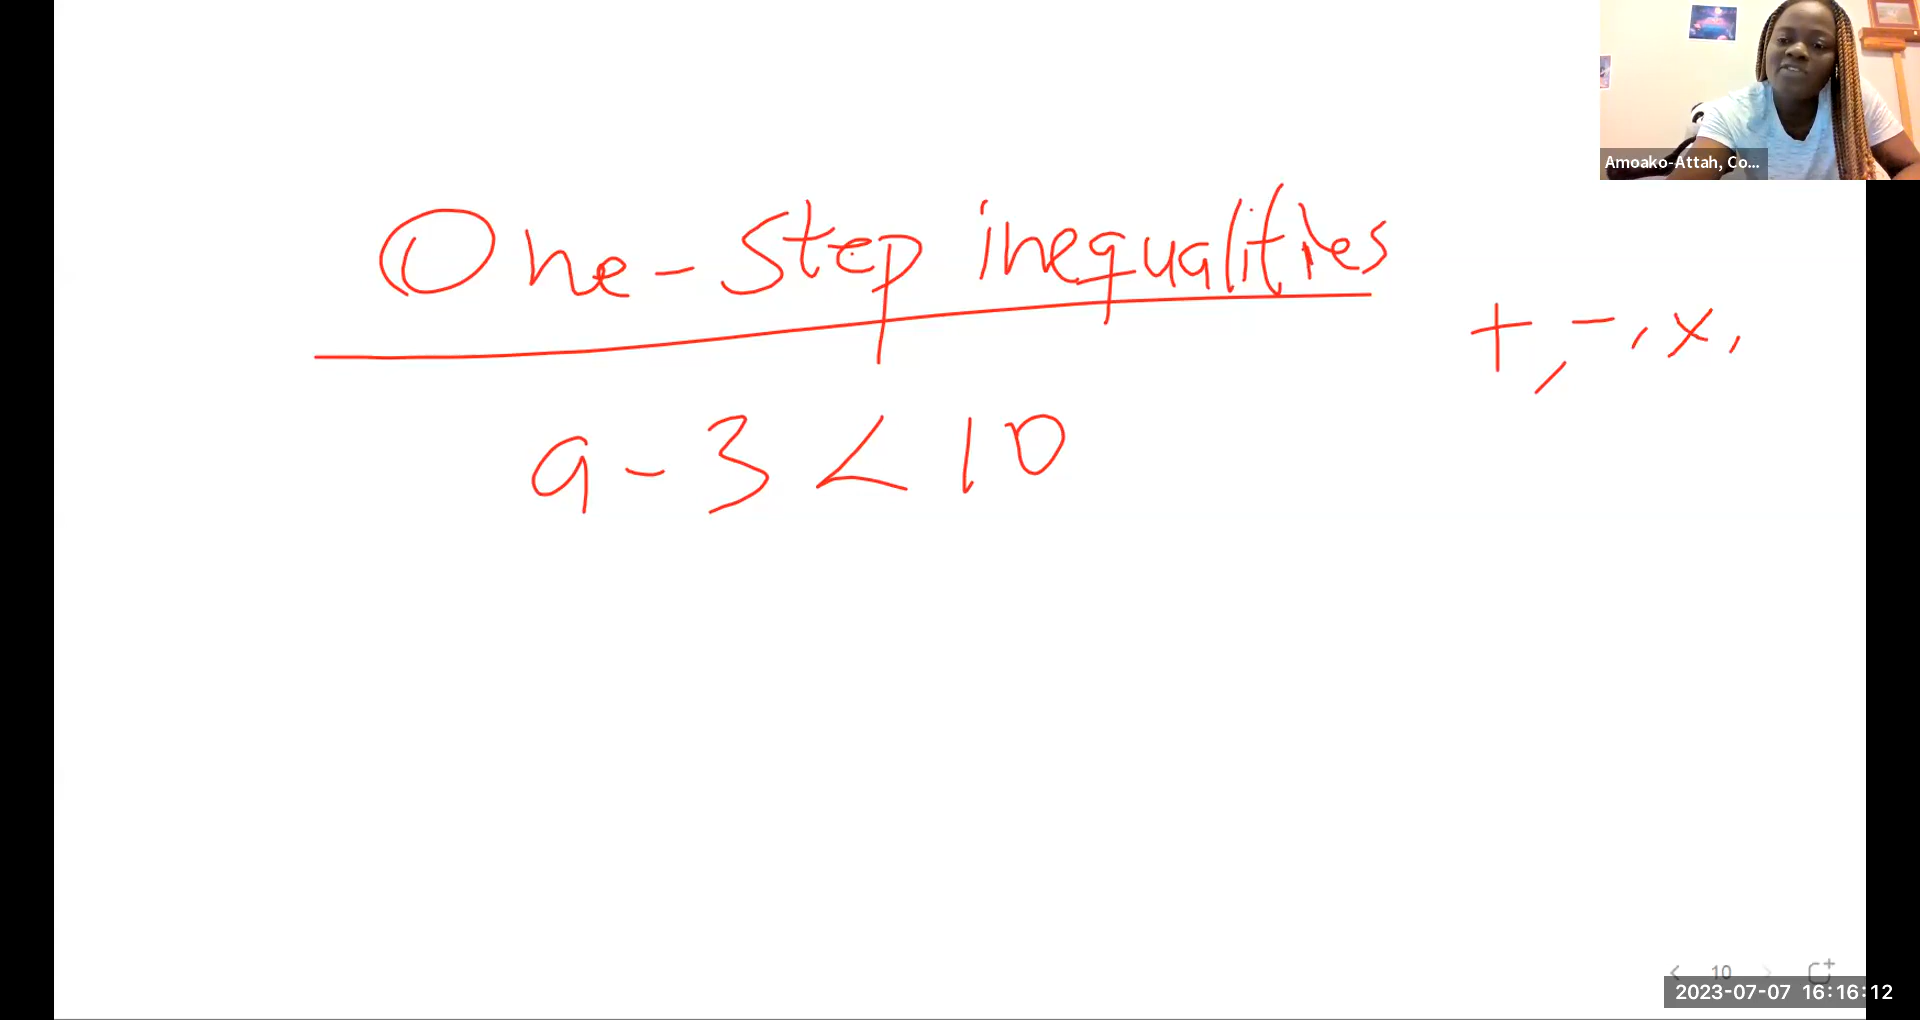 Amoako-Attah, Co...
One-Step inequalities
+, -, x,
a - 3 < 10
10
2023-07-07 16:16:12